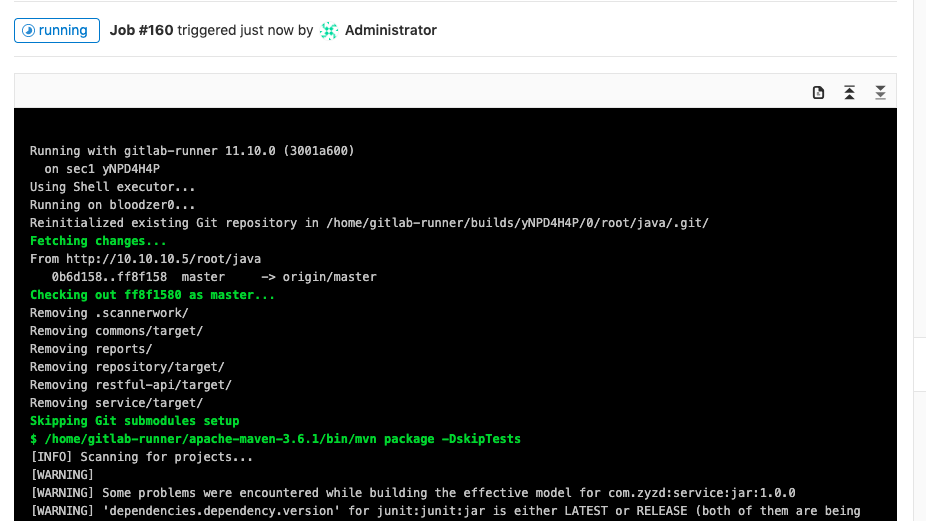 running Job #160 triggered just now by Administrator
Running with gitlab-runner 11.10.0 (3001a600)
on sec1 yNPD4H4P
Using Shell executor...
Running on bloodzer0...
Reinitialized existing Git repository in /home/gitlab-runner/builds/yNPD4H4P/0/root/java/.git/
Fetching changes...
From http://10.10.10.5/root/java
0b6d158..ff8f158  master     -> origin/master
Checking out ff8f1580 as master...
Removing .scannerwork/
Removing commons/target/
Removing reports/
Removing repository/target/
Removing restful-api/target/
Removing service/target/
Skipping Git submodules setup
$ /home/gitlab-runner/apache-maven-3.6.1/bin/mvn package -DskipTests
[INFO] Scanning for projects...
[WARNING]
[WARNING] Some problems were encountered while building the effective model for com.zyzd:service:jar:1.0.0
[WARNING] 'dependencies.dependency.version' for junit:junit:jar is either LATEST or RELEASE (both of them are being